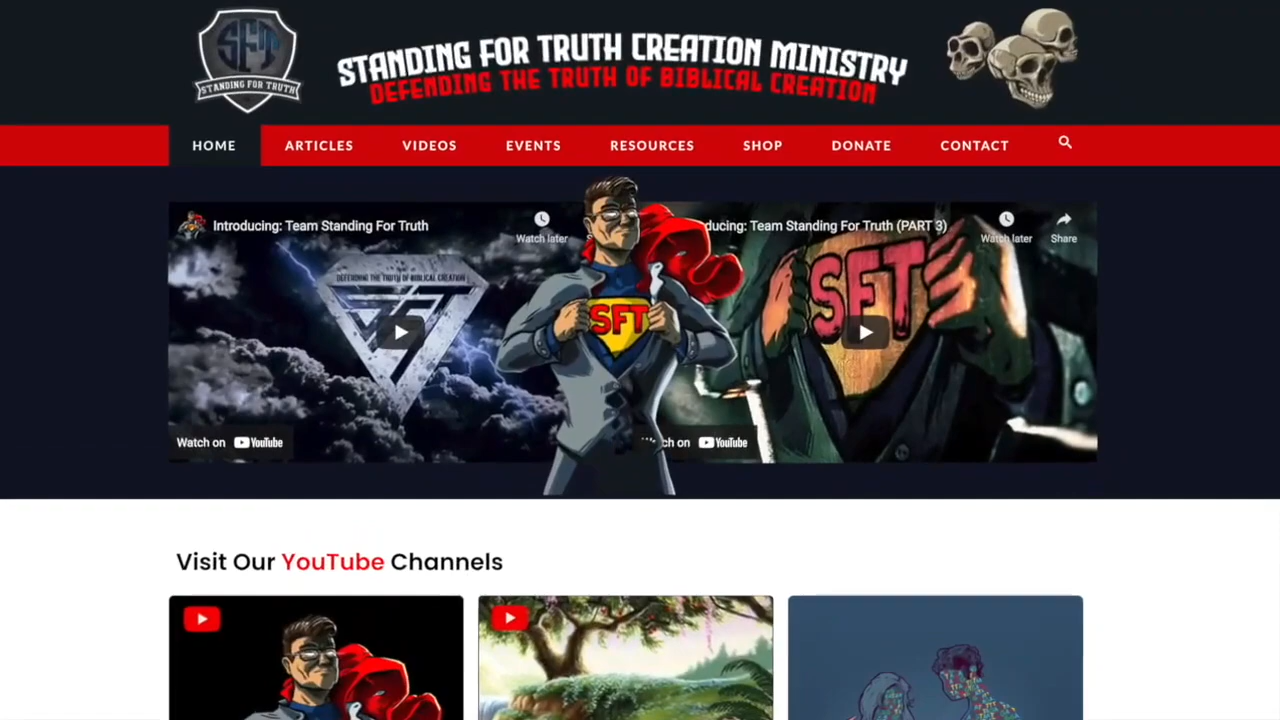 SFT
STANDING FOR TRUTH
STANDING FOR TRUTH CREATION MINISTRY
DEFENDING THE TRUTH OF BIBLICAL CREATION
HOME
ARTICLES
VIDEOS
EVENTS
RESOURCES
SHOP
DONATE
CONTACT
Introducing: Team Standing For Truth
Watch later
ducing: Team Standing For Truth (PART 3)
Watch later
Share
DEFENDING THE TRUTH OF BIBLICAL CREATION
SFT
SFT
SFT
Watch on YouTube
ch on YouTube
Visit Our YouTube Channels